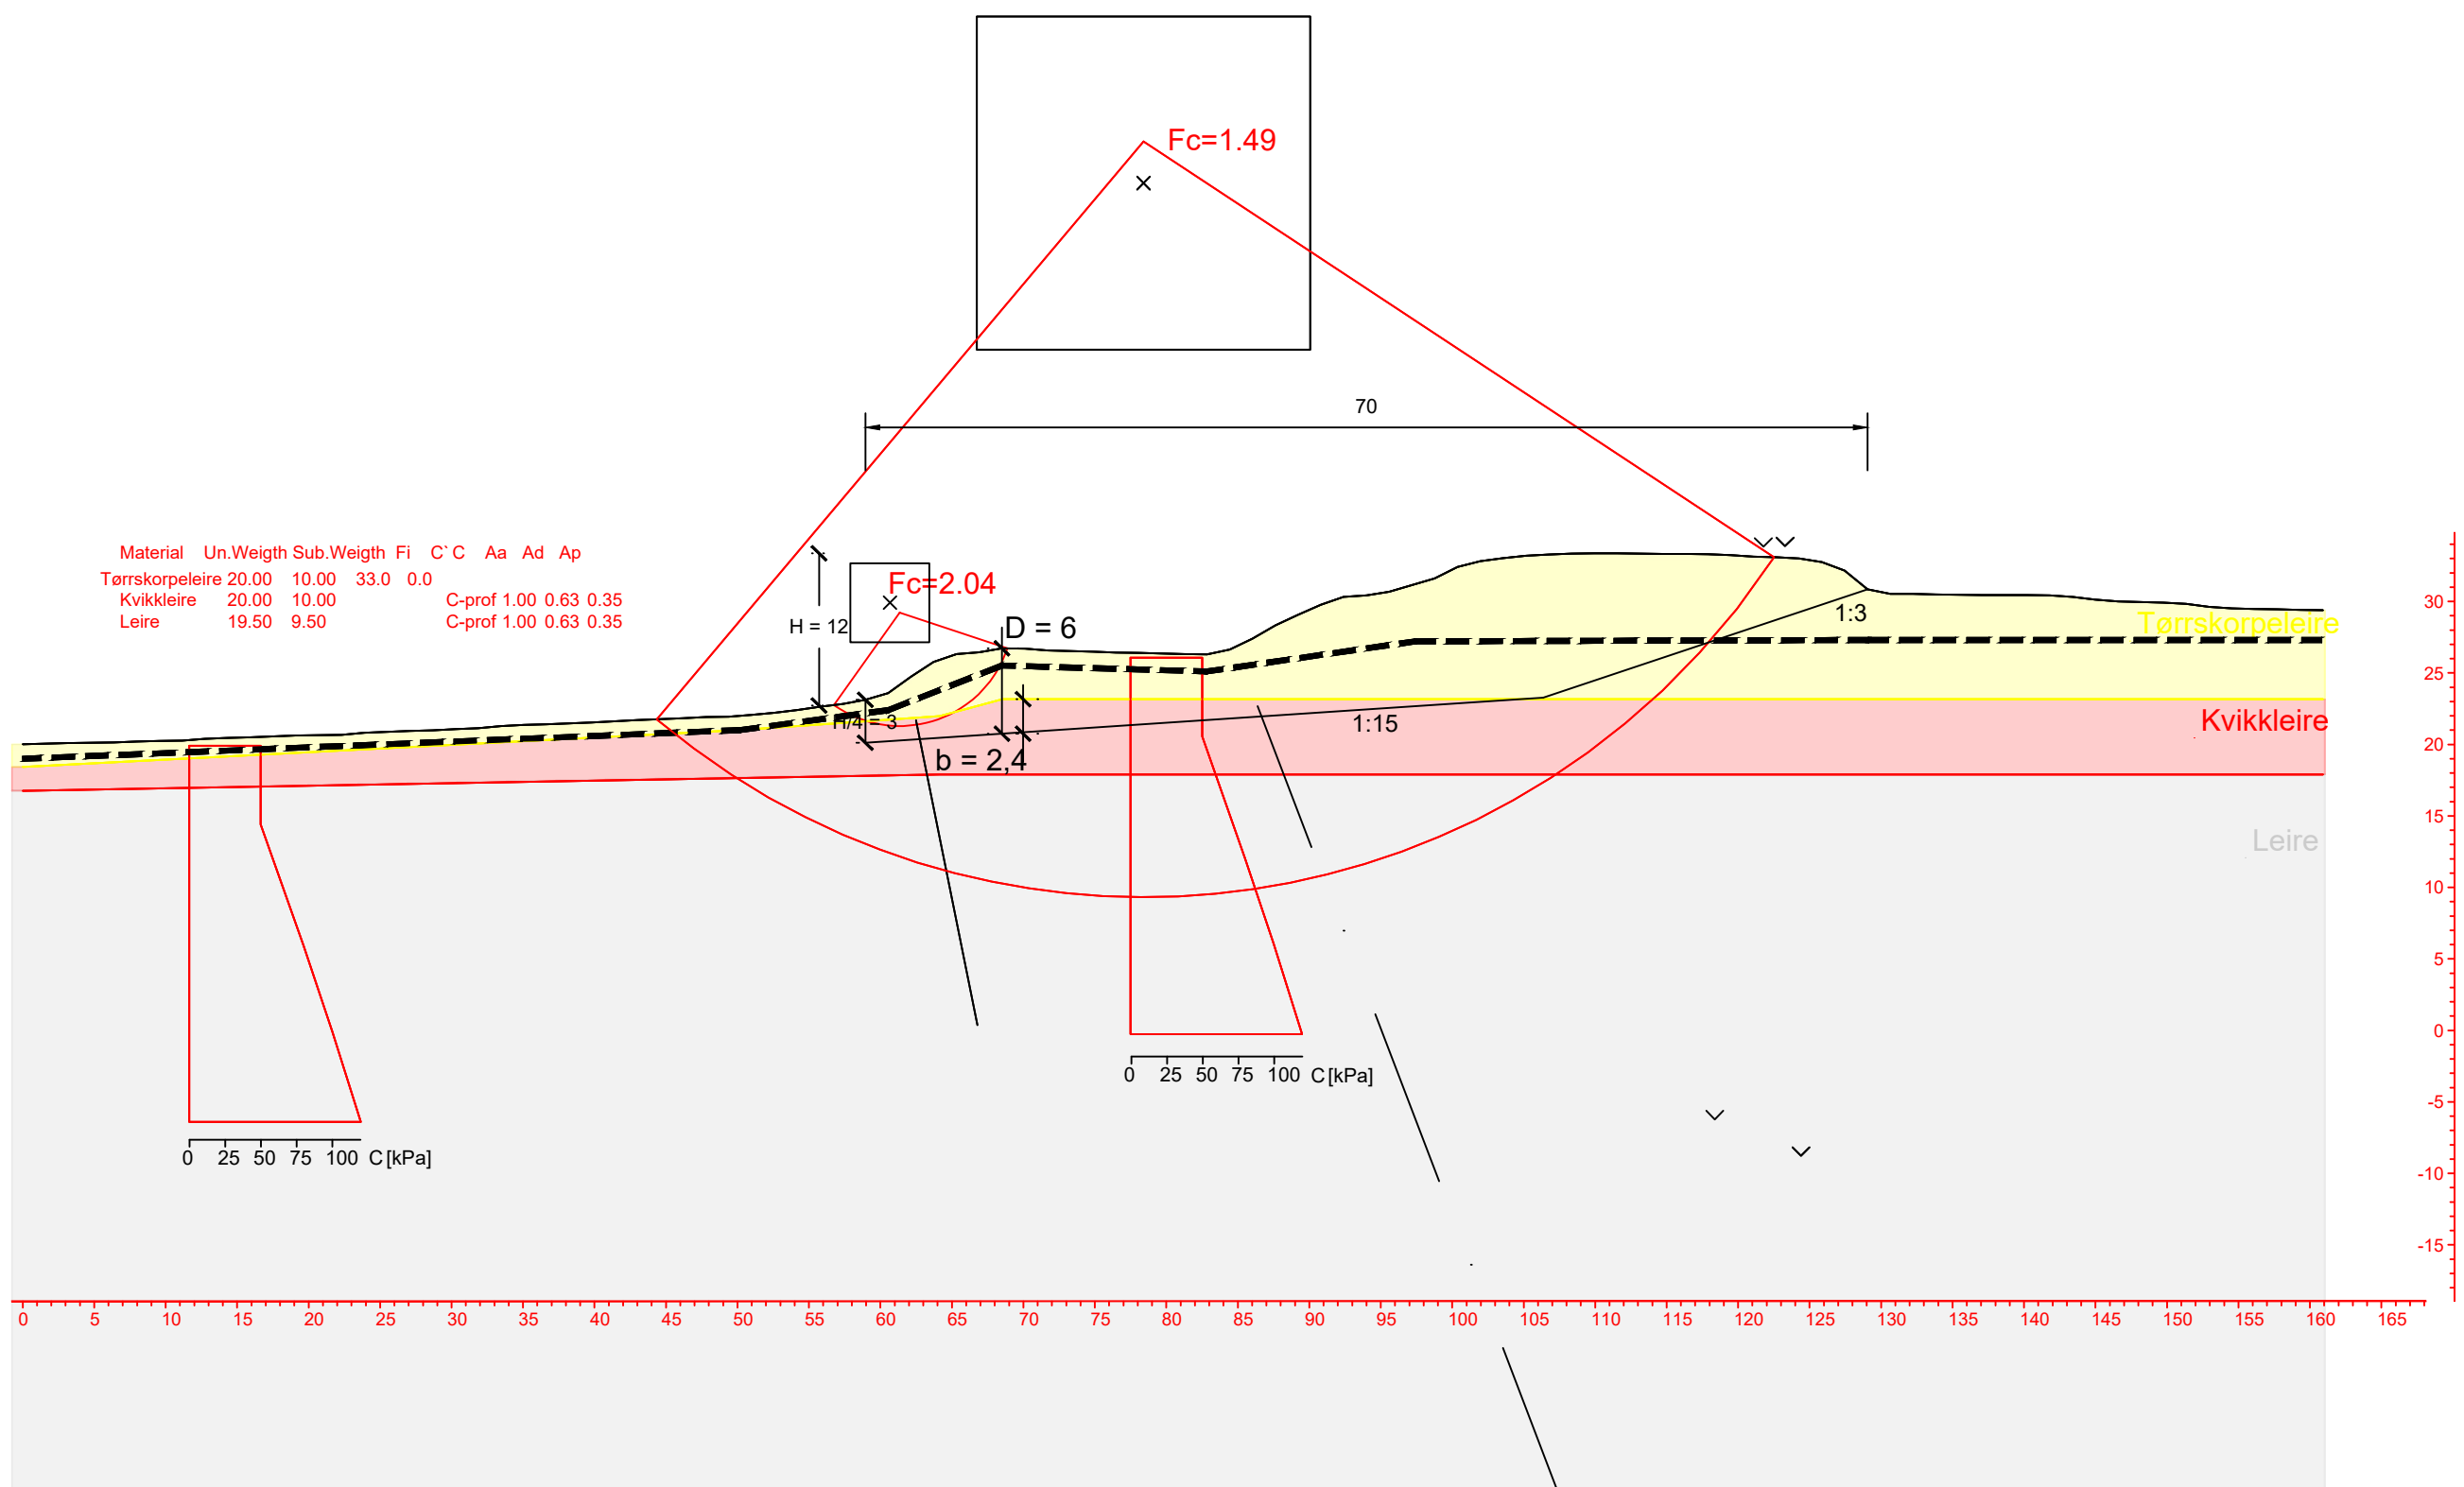 Fc=1.49
70
Material Un.Weigth Sub.Weigth Fi C` C Aa Ad Ap
Tørrskorpeleire 20.00 10.00 33.0 0.0
Kvikkleire 20.00 10.00 C-prof 1.00 0.63 0.35
Leire 19.50 9.50 C-prof 1.00 0.63 0.35
Fc=2.04
H = 12
D = 6
1:3
Tørrskorpeleire
H/4 = 3
1:15
Kvikkleire
b = 2,4
Leire
30
25
20
15
10
5
0
-5
-10
-15
0 25 50 75 100 C [kPa]
0 25 50 75 100 C [kPa]
0 5 10 15 20 25 30 35 40 45 50 55 60 65 70 75 80 85 90 95 100 105 110 115 120 125 130 135 140 145 150 155 160 165